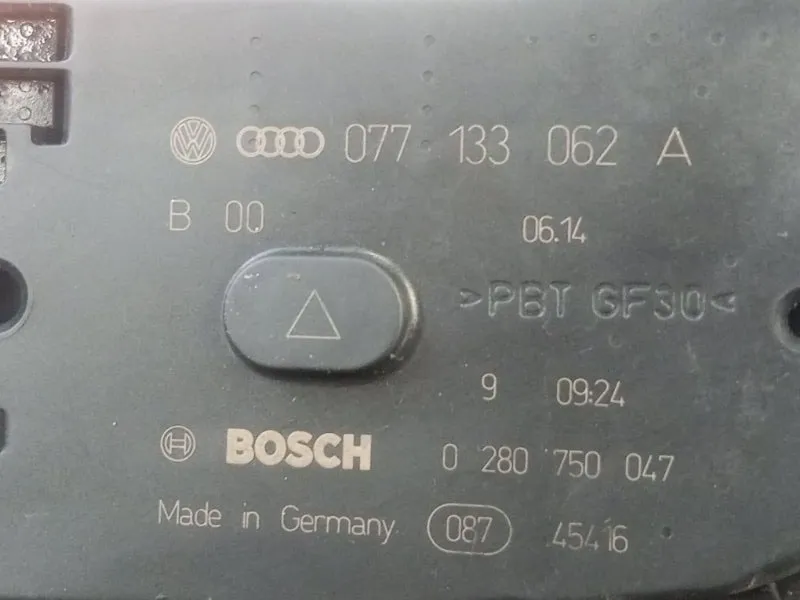 VW 077 133 062 A
B 00 06.14
>PBT GF30<
9 09:24
BOSCH 0 280 750 047
Made in Germany 087 45416